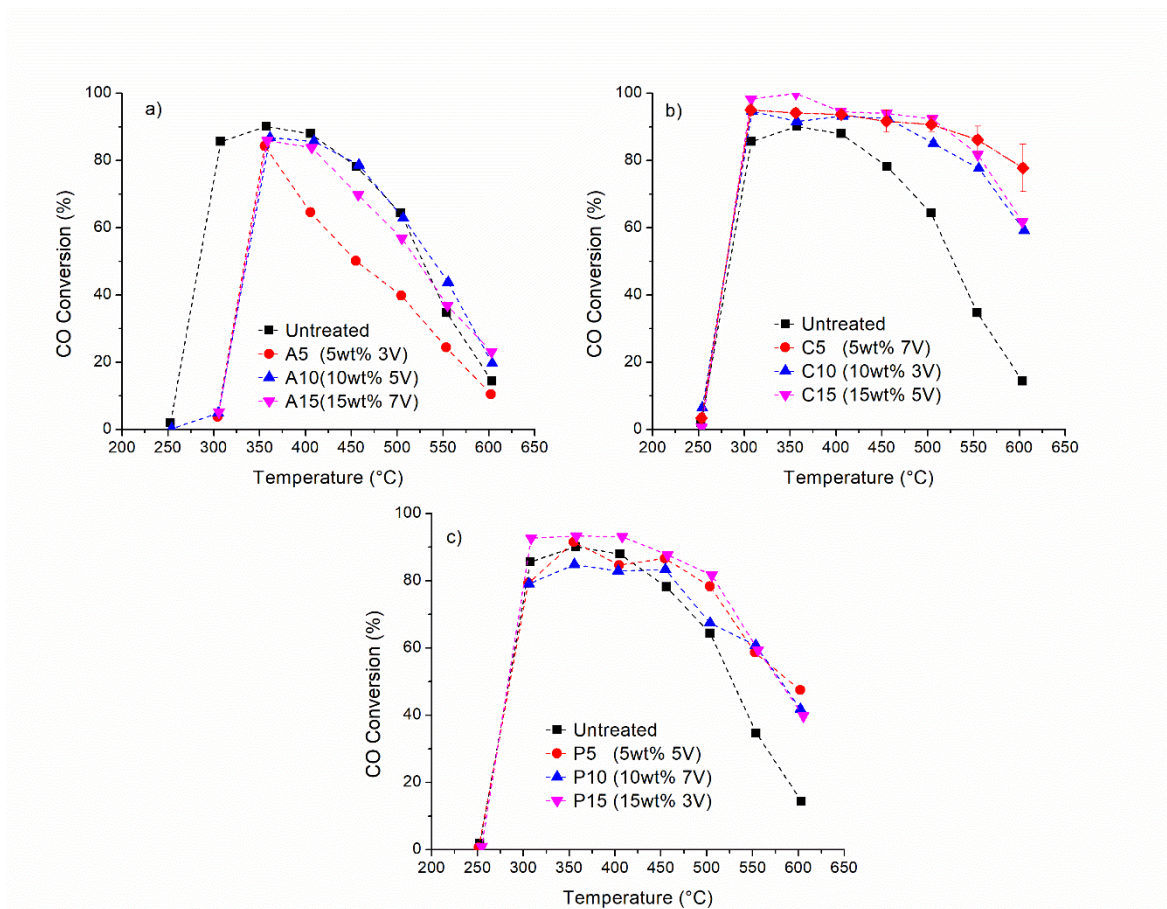 a)
CO Conversion (%)
100
80
60
40
20
0
Untreated
A5 (5wt% 3V)
A10(10wt% 5V)
A15(15wt% 7V)
200 250 300 350 400 450 500 550 600 650
Temperature (°C)
b)
CO Conversion (%)
100
80
60
40
20
0
Untreated
C5 (5wt% 7V)
C10 (10wt% 3V)
C15 (15wt% 5V)
200 250 300 350 400 450 500 550 600 650
Temperature (°C)
c)
CO Conversion (%)
100
80
60
40
20
0
Untreated
P5 (5wt% 5V)
P10 (10wt% 7V)
P15 (15wt% 3V)
200 250 300 350 400 450 500 550 600 650
Temperature (°C)